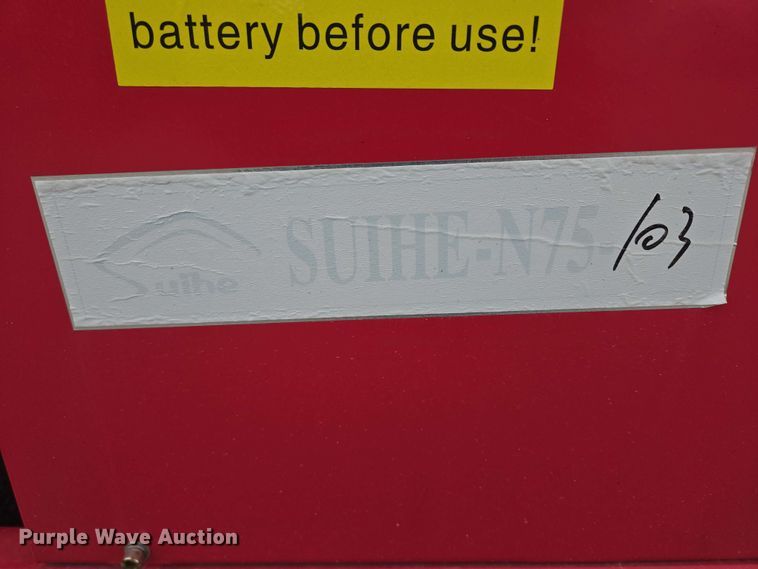 battery before use!
Suihe
SUIHE-N75
103
Purple Wave Auction